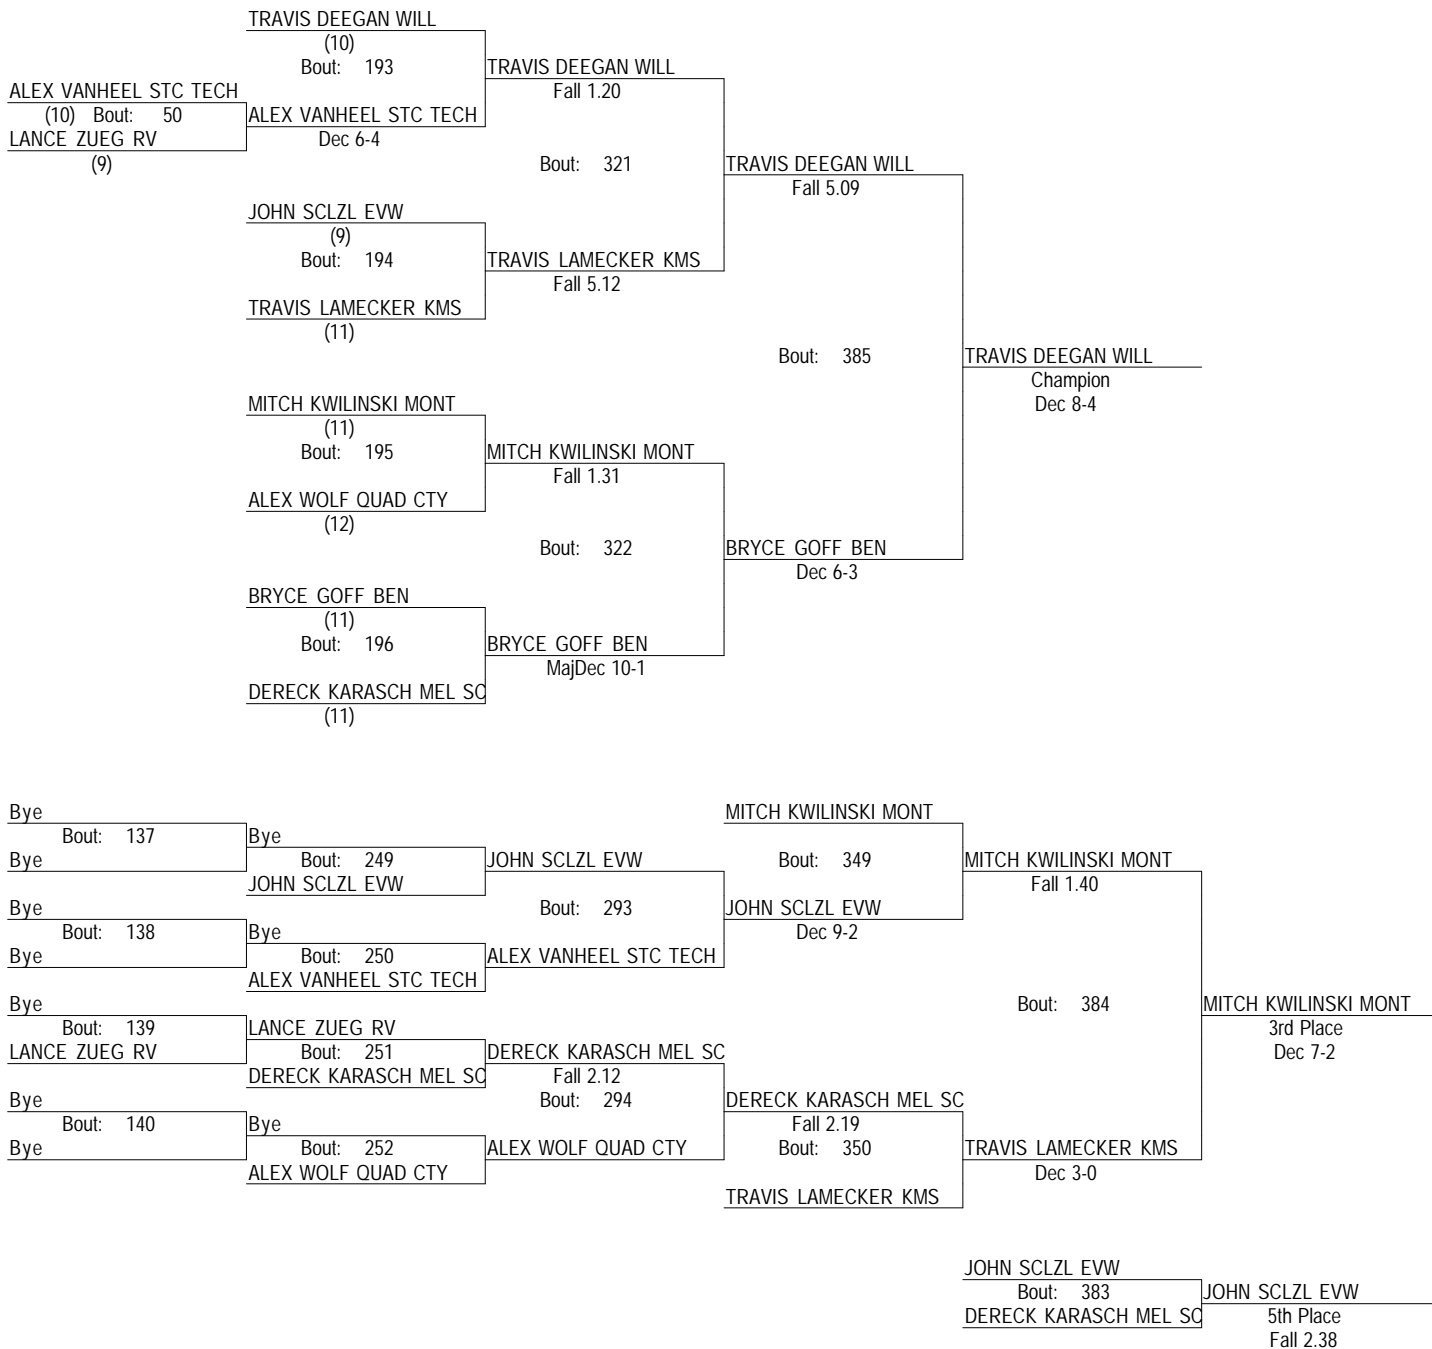 TRAVIS DEEGAN WILL
(10)
Bout: 193
TRAVIS DEEGAN WILL
Fall 1.20
ALEX VANHEEL STC TECH
(10) Bout: 50
ALEX VANHEEL STC TECH
Dec 6-4
LANCE ZUEG RV
(9)
Bout: 321
TRAVIS DEEGAN WILL
Fall 5.09
JOHN SCLZL EVW
(9)
Bout: 194
TRAVIS LAMECKER KMS
Fall 5.12
TRAVIS LAMECKER KMS
(11)
Bout: 385
TRAVIS DEEGAN WILL
Champion
Dec 8-4
MITCH KWILINSKI MONT
(11)
Bout: 195
MITCH KWILINSKI MONT
Fall 1.31
ALEX WOLF QUAD CTY
(12)
Bout: 322
BRYCE GOFF BEN
Dec 6-3
BRYCE GOFF BEN
(11)
Bout: 196
BRYCE GOFF BEN
MajDec 10-1
DERECK KARASCH MEL SC
(11)
Bye
Bout: 137
Bye
Bye
Bout: 249
JOHN SCLZL EVW
JOHN SCLZL EVW
MITCH KWILINSKI MONT
Bout: 349
MITCH KWILINSKI MONT
Fall 1.40
Bye
Bout: 138
Bye
Bye
Bout: 250
ALEX VANHEEL STC TECH
ALEX VANHEEL STC TECH
Bout: 293
JOHN SCLZL EVW
Dec 9-2
Bye
Bout: 139
LANCE ZUEG RV
LANCE ZUEG RV
Bout: 251
DERECK KARASCH MEL SC
DERECK KARASCH MEL SC
Fall 2.12
Bout: 294
Bout: 384
MITCH KWILINSKI MONT
3rd Place
Dec 7-2
Bye
Bout: 140
Bye
Bye
Bout: 252
ALEX WOLF QUAD CTY
ALEX WOLF QUAD CTY
DERECK KARASCH MEL SC
Fall 2.19
Bout: 350
TRAVIS LAMECKER KMS
TRAVIS LAMECKER KMS
Dec 3-0
JOHN SCLZL EVW
Bout: 383
DERECK KARASCH MEL SC
JOHN SCLZL EVW
5th Place
Fall 2.38